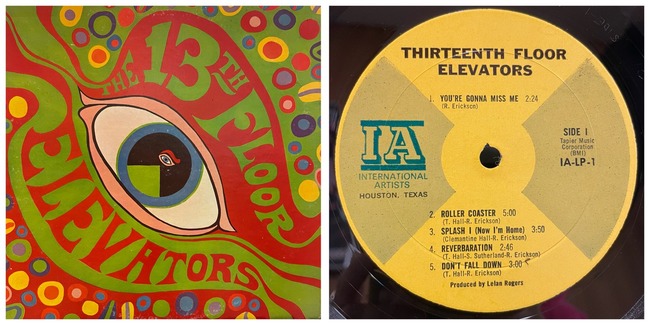 THE 13TH FLOOR
ELEVATORS
THIRTEENTH FLOOR
ELEVATORS
1. YOU'RE GONNA MISS ME 2:24
(R. Erickson)
IA
INTERNATIONAL
ARTISTS
HOUSTON, TEXAS
SIDE I
Tapier Music
Corporation
(BMI)
IA-LP-1
2. ROLLER COASTER 5:00
(T. Hall-R. Erickson)
3. SPLASH I (Now I'm Home) 3:50
(Clementine Hall-R. Erickson)
4. REVERBARATION 2:46
(T. Hall-S. Sutherland-R. Erickson)
5. DON'T FALL DOWN 3:00
(T. Hall-R. Erickson)
Produced by Lelan Rogers